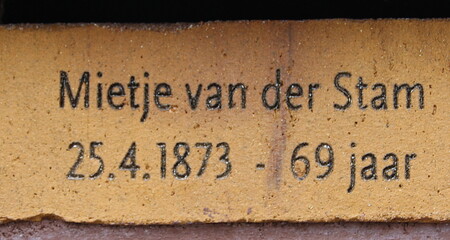 Mietje van der Stam
25.4.1873 - 69 jaar